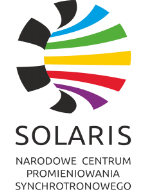 SOLARIS
NARODOWE CENTRUM
PROMIENIOWANIA
SYNCHROTRONOWEGO